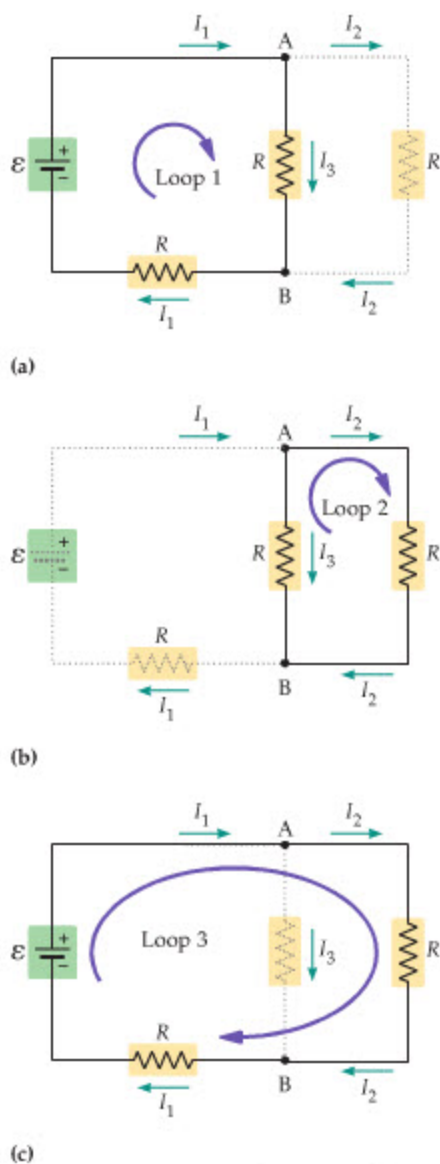 I₁ I₂
A
+
ε
−
Loop 1
R
I₃
R
R
B
I₁
I₂
(a)
I₁ I₂
A
+
ε
−
Loop 2
R
I₃
R
R
B
I₁
I₂
(b)
I₁ I₂
A
+
ε
−
Loop 3
I₃
R
R
B
I₁
I₂
(c)